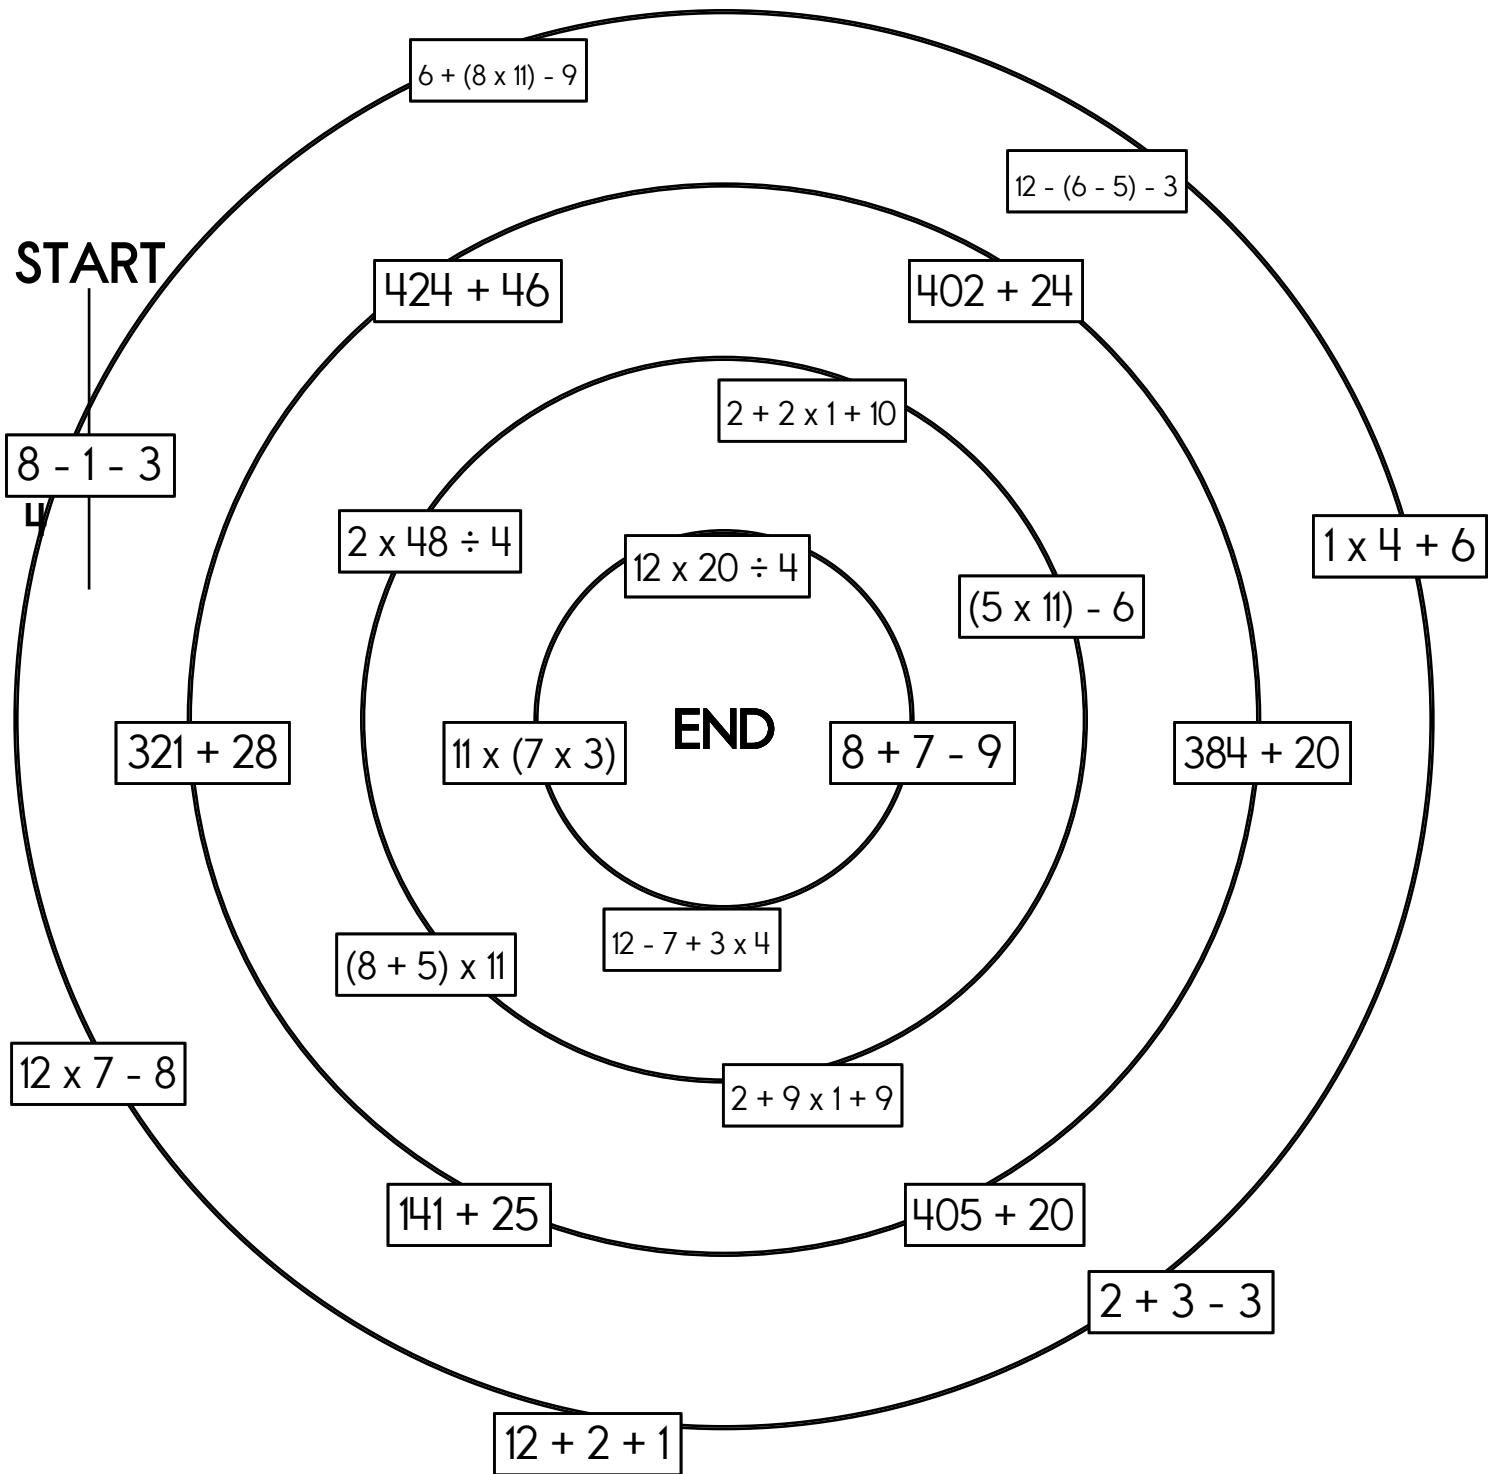 6 + (8 x 11) - 9
12 - (6 - 5) - 3
START
424 + 46
402 + 24
2 + 2 x 1 + 10
8 - 1 - 3
4
2 x 48 ÷ 4
1 x 4 + 6
12 x 20 ÷ 4
(5 x 11) - 6
END
321 + 28
11 x (7 x 3)
8 + 7 - 9
384 + 20
12 - 7 + 3 x 4
(8 + 5) x 11
12 x 7 - 8
2 + 9 x 1 + 9
141 + 25
405 + 20
2 + 3 - 3
12 + 2 + 1